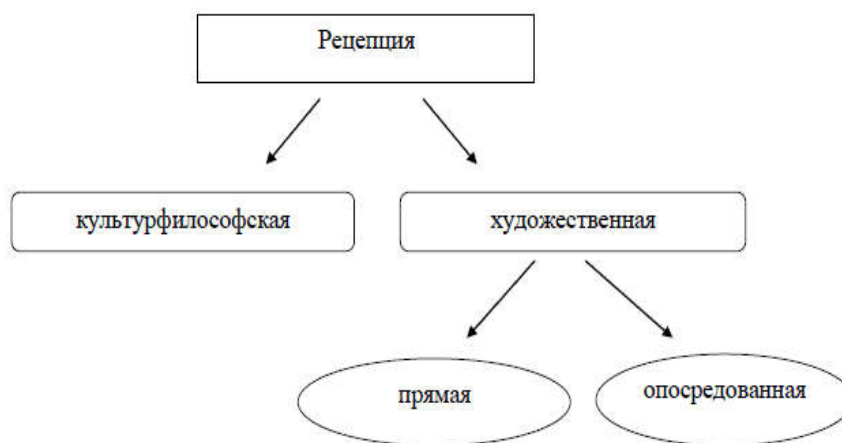 Рецепция
культурфилософская
художественная
прямая
опосредованная